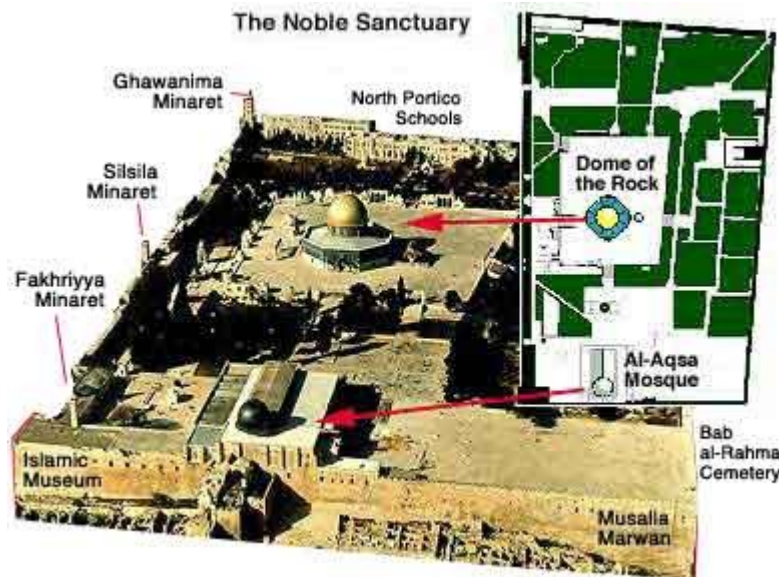 The Noble Sanctuary
Ghawanima
Minaret
North Portico
Schools
Silsila
Minaret
Dome of
the Rock
Fakhriyya
Minaret
Al-Aqsa
Mosque
Islamic
Museum
Bab
al-Rahma
Cemetery
Musalla
Marwan